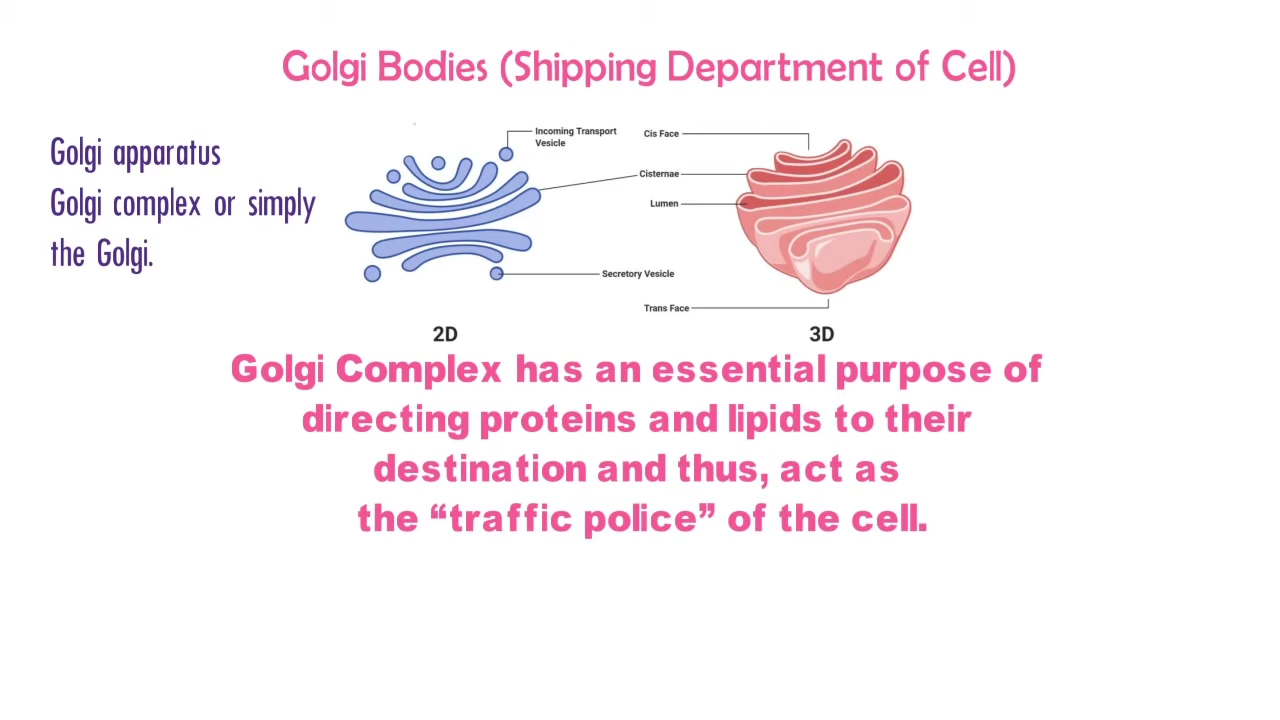 Golgi Bodies (Shipping Department of Cell)
Golgi apparatus
Golgi complex or simply
the Golgi.
Incoming Transport
Vesicle
Cis Face
Cisternae
Lumen
Secretory Vesicle
Trans Face
2D
3D
Golgi Complex has an essential purpose of
directing proteins and lipids to their
destination and thus, act as
the “traffic police” of the cell.